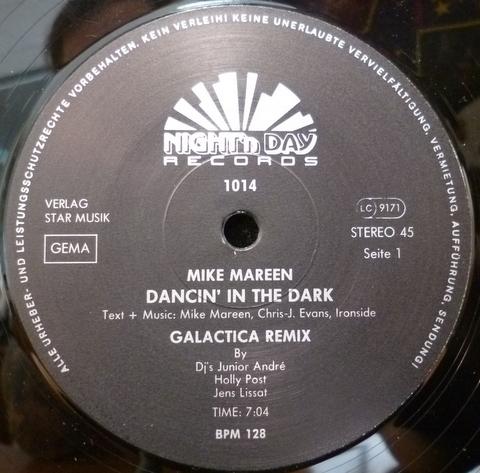 ALLE URHEBER- UND LEISTUNGSSCHUTZRECHTE VORBEHALTEN. KEIN VERLEIH! KEINE UNERLAUBTE VERVIELFÄLTIGUNG, VERMIETUNG, AUFFÜHRUNG, SENDUNG!
NIGHT'n DAY
RECORDS
1014
VERLAG
STAR MUSIK
GEMA
LC 9171
STEREO 45
Seite 1
MIKE MAREEN
DANCIN' IN THE DARK
Text + Music: Mike Mareen, Chris-J. Evans, Ironside
GALACTICA REMIX
By
Dj's Junior André
Holly Post
Jens Lissat
TIME: 7:04
BPM 128